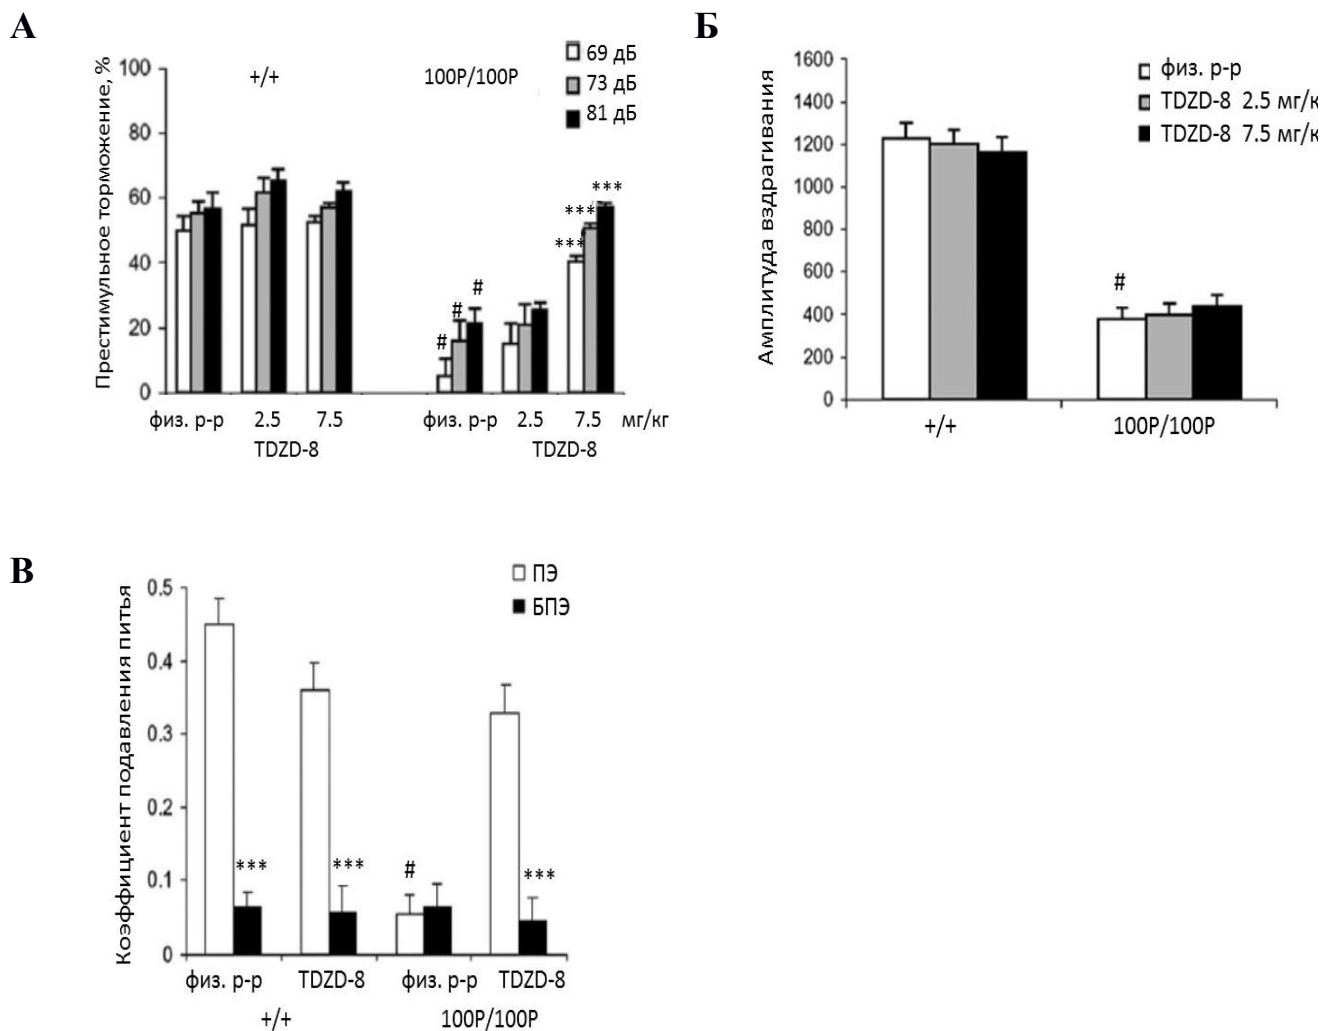 А
Престимульное торможение, %
100
80
60
40
20
0
+/+
100P/100P
69 дБ
73 дБ
81 дБ
#
#
#
***
***
***
физ. р-р
2.5
7.5
физ. р-р
2.5
7.5
мг/кг
TDZD-8
TDZD-8
Б
Амплитуда вздрагивания
1600
1400
1200
1000
800
600
400
200
0
физ. р-р
TDZD-8 2.5 мг/к
TDZD-8 7.5 мг/к
#
+/+
100P/100P
В
Коэффициент подавления питья
0.5
0.4
0.3
0.2
0.1
0
ПЭ
БПЭ
***
***
#
***
физ. р-р
TDZD-8
физ. р-р
TDZD-8
+/+
100P/100P